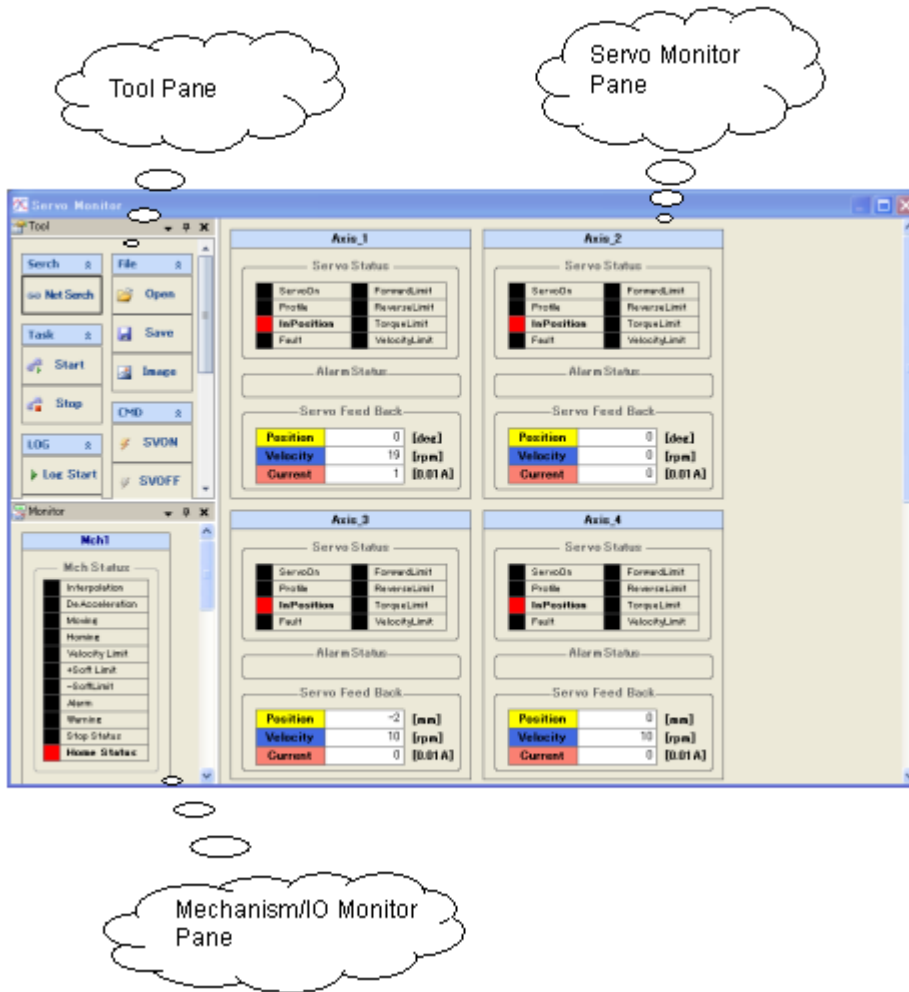 Tool Pane
Servo Monitor
Pane
Servo Monitor
Tool
Serch
Net Serch
Task
Start
Stop
LOG
Log Start
File
Open
Save
Image
CMD
SVON
SVOFF
Monitor
Mch1
Mch Status
Interpolation
DeAcceleration
Moving
Homing
Velocity Limit
+Soft Limit
-SoftLimit
Alarm
Warning
Stop Status
Home Status
Axis_1
Servo Status
ServoOn ForwardLimit
Profile ReverseLimit
InPosition TorqueLimit
Fault VelocityLimit
Alarm Status
Servo Feed Back
Position 0 [deg]
Velocity 19 [rpm]
Current 1 [0.01A]
Axis_2
Servo Status
ServoOn ForwardLimit
Profile ReverseLimit
InPosition TorqueLimit
Fault VelocityLimit
Alarm Status
Servo Feed Back
Position 0 [deg]
Velocity 0 [rpm]
Current 0 [0.01A]
Axis_3
Servo Status
ServoOn ForwardLimit
Profile ReverseLimit
InPosition TorqueLimit
Fault VelocityLimit
Alarm Status
Servo Feed Back
Position -2 [mm]
Velocity 10 [rpm]
Current 0 [0.01A]
Axis_4
Servo Status
ServoOn ForwardLimit
Profile ReverseLimit
InPosition TorqueLimit
Fault VelocityLimit
Alarm Status
Servo Feed Back
Position 0 [mm]
Velocity 10 [rpm]
Current 0 [0.01A]
Mechanism/IO Monitor
Pane